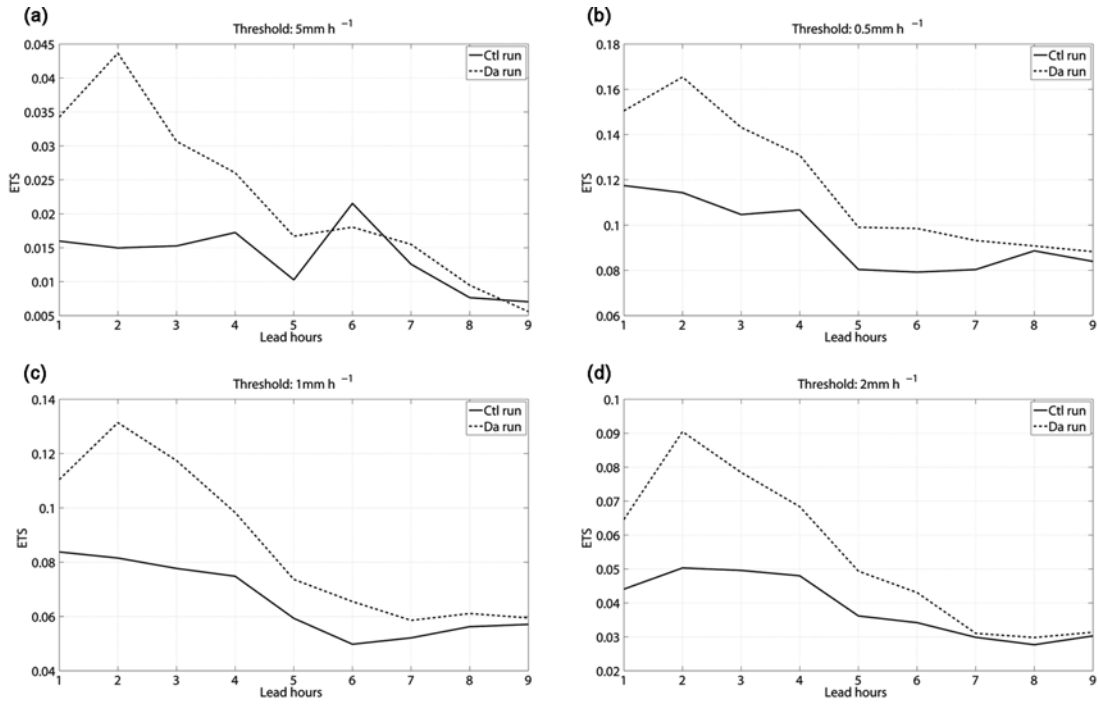 (a)
Threshold: 5mm h⁻¹
Ctl run
Da run
0.045
0.04
0.035
0.03
0.025
0.02
0.015
0.01
0.005
ETS
1 2 3 4 5 6 7 8 9
Lead hours
(b)
Threshold: 0.5mm h⁻¹
Ctl run
Da run
0.18
0.16
0.14
0.12
0.1
0.08
0.06
ETS
1 2 3 4 5 6 7 8 9
Lead hours
(c)
Threshold: 1mm h⁻¹
Ctl run
Da run
0.14
0.12
0.1
0.08
0.06
0.04
ETS
1 2 3 4 5 6 7 8 9
Lead hours
(d)
Threshold: 2mm h⁻¹
Ctl run
Da run
0.1
0.09
0.08
0.07
0.06
0.05
0.04
0.03
0.02
ETS
1 2 3 4 5 6 7 8 9
Lead hours